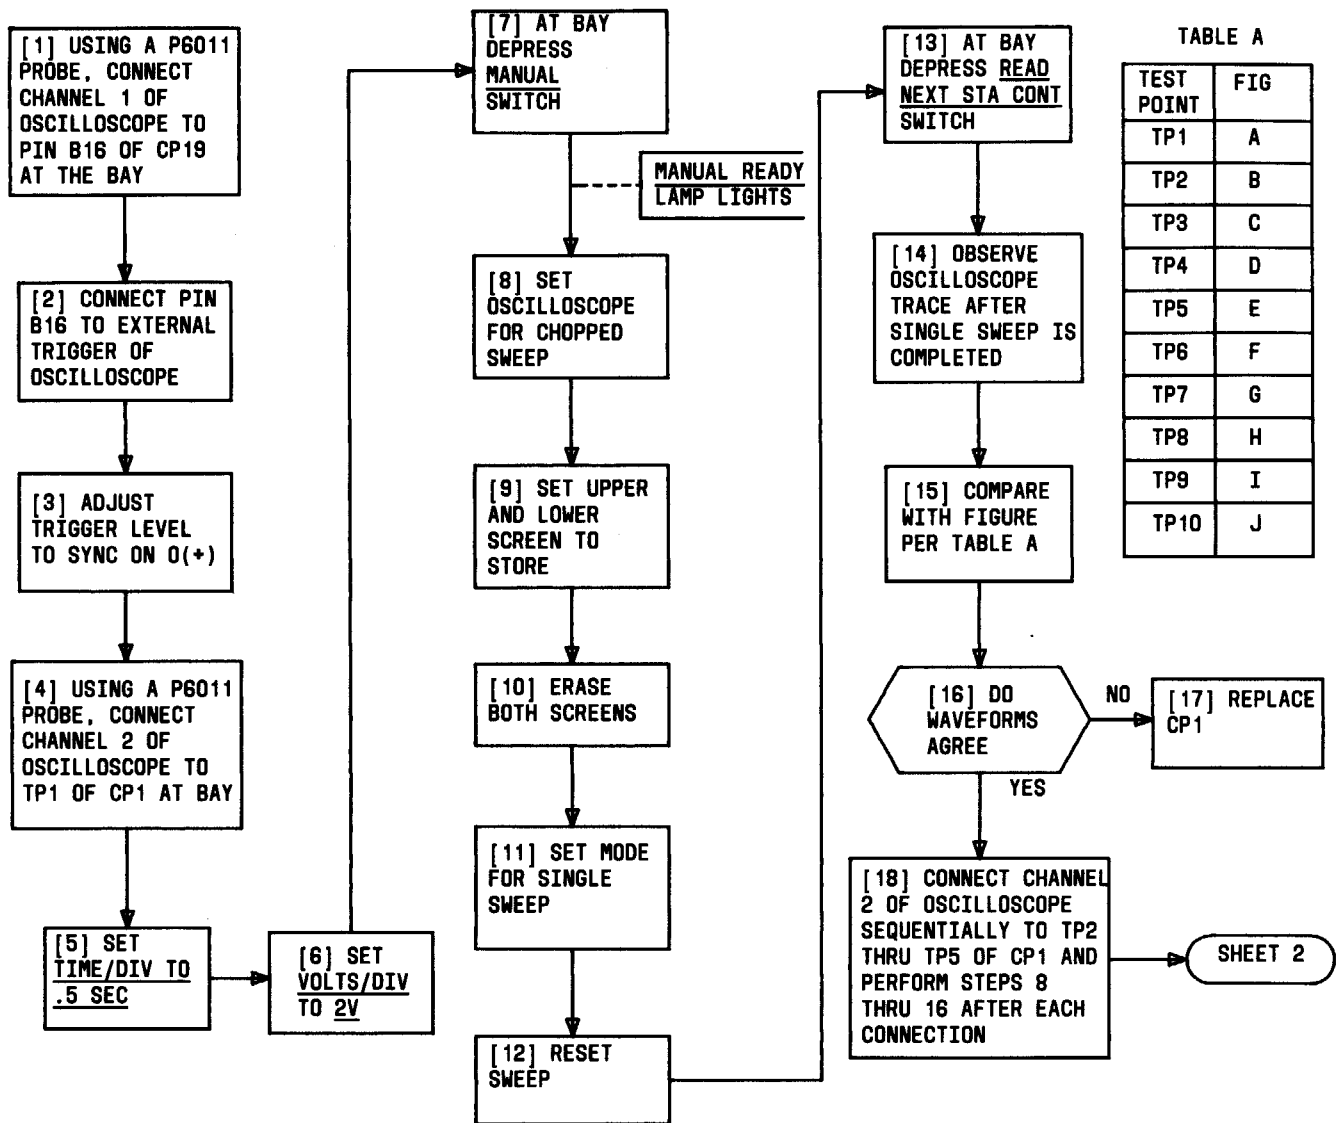 [1] USING A P6011
PROBE, CONNECT
CHANNEL 1 OF
OSCILLOSCOPE TO
PIN B16 OF CP19
AT THE BAY
[2] CONNECT PIN
B16 TO EXTERNAL
TRIGGER OF
OSCILLOSCOPE
[3] ADJUST
TRIGGER LEVEL
TO SYNC ON 0(+)
[4] USING A P6011
PROBE, CONNECT
CHANNEL 2 OF
OSCILLOSCOPE TO
TP1 OF CP1 AT BAY
[5] SET
TIME/DIV TO
.5 SEC
[6] SET
VOLTS/DIV
TO 2V
[7] AT BAY
DEPRESS
MANUAL
SWITCH
MANUAL READY
LAMP LIGHTS
[8] SET
OSCILLOSCOPE
FOR CHOPPED
SWEEP
[9] SET UPPER
AND LOWER
SCREEN TO
STORE
[10] ERASE
BOTH SCREENS
[11] SET MODE
FOR SINGLE
SWEEP
[12] RESET
SWEEP
[13] AT BAY
DEPRESS READ
NEXT STA CONT
SWITCH
[14] OBSERVE
OSCILLOSCOPE
TRACE AFTER
SINGLE SWEEP IS
COMPLETED
[15] COMPARE
WITH FIGURE
PER TABLE A
[16] DO
WAVEFORMS
AGREE
NO
[17] REPLACE
CP1
YES
[18] CONNECT CHANNEL
2 OF OSCILLOSCOPE
SEQUENTIALLY TO TP2
THRU TP5 OF CP1 AND
PERFORM STEPS 8
THRU 16 AFTER EACH
CONNECTION
SHEET 2
TABLE A
TEST POINT FIG
TP1 A
TP2 B
TP3 C
TP4 D
TP5 E
TP6 F
TP7 G
TP8 H
TP9 I
TP10 J